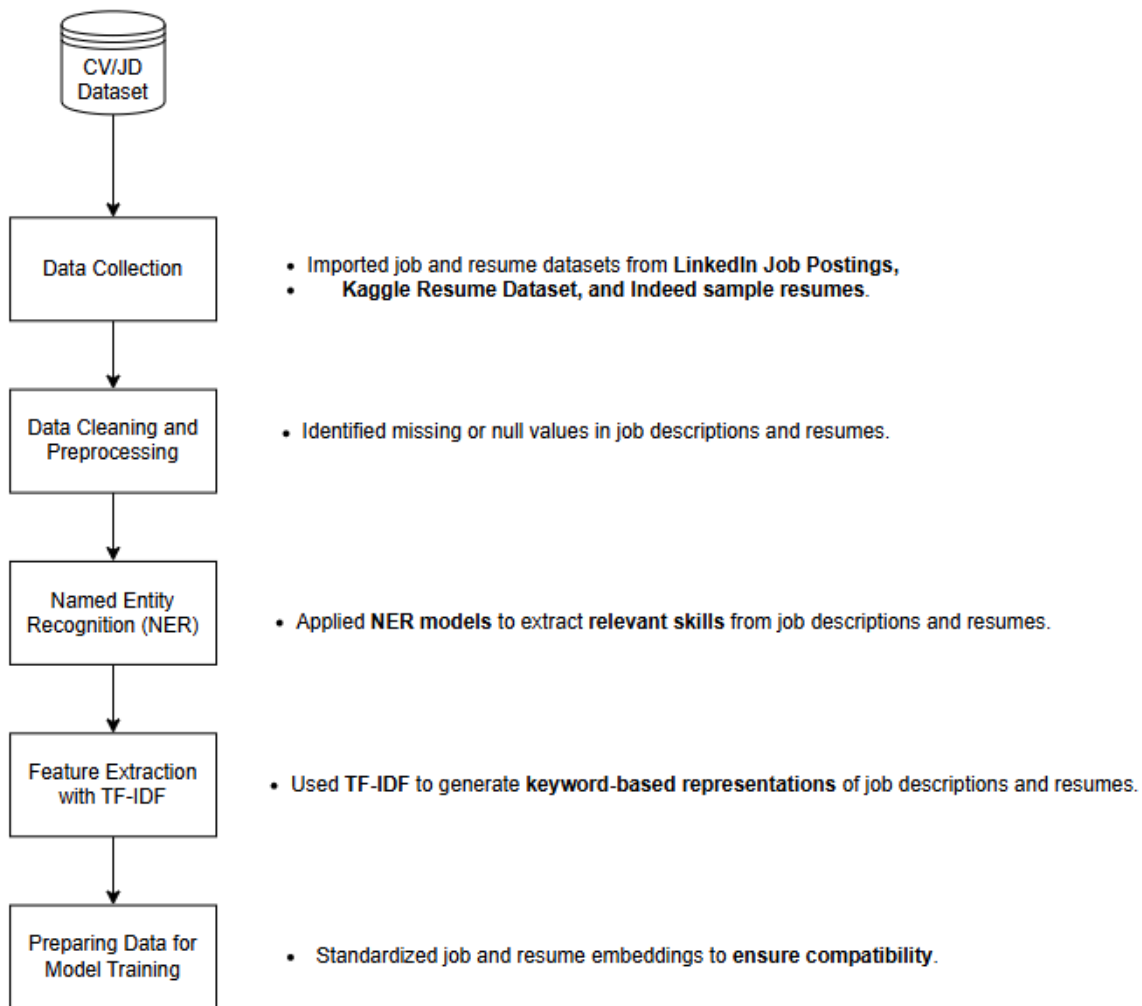 CV/JD
Dataset
Data Collection
• Imported job and resume datasets from LinkedIn Job Postings,
• Kaggle Resume Dataset, and Indeed sample resumes.
Data Cleaning and
Preprocessing
• Identified missing or null values in job descriptions and resumes.
Named Entity
Recognition (NER)
• Applied NER models to extract relevant skills from job descriptions and resumes.
Feature Extraction
with TF-IDF
• Used TF-IDF to generate keyword-based representations of job descriptions and resumes.
Preparing Data for
Model Training
• Standardized job and resume embeddings to ensure compatibility.